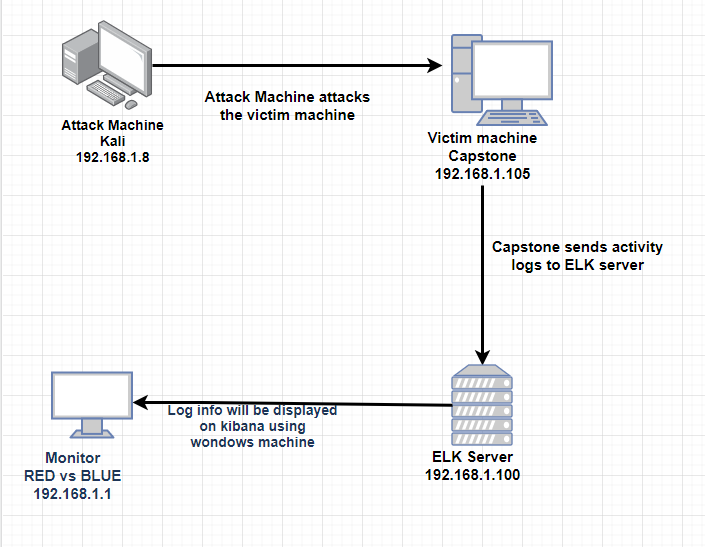 Attack Machine attacks
the victim machine
Attack Machine
Kali
192.168.1.8
Victim machine
Capstone
192.168.1.105
Capstone sends activity
logs to ELK server
Log info will be displayed
on kibana using
wondows machine
Monitor
RED vs BLUE
192.168.1.1
ELK Server
192.168.1.100